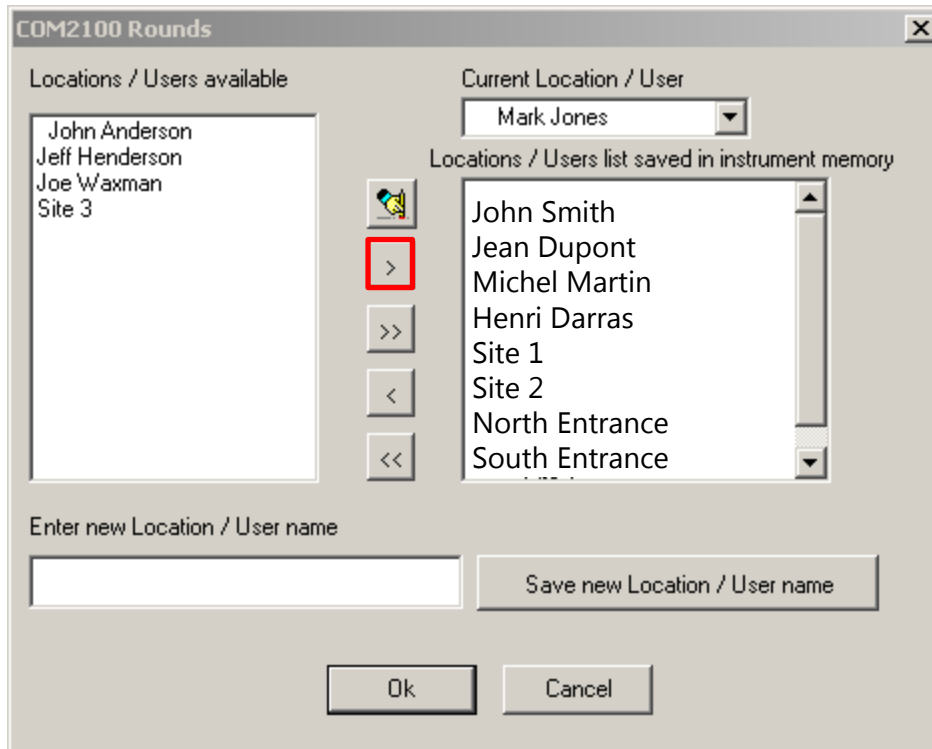 COM2100 Rounds
Locations / Users available
John Anderson
Jeff Henderson
Joe Waxman
Site 3
Current Location / User
Mark Jones
Locations / Users list saved in instrument memory
John Smith
Jean Dupont
Michel Martin
Henri Darras
Site 1
Site 2
North Entrance
South Entrance
>
>>
<
<<
Enter new Location / User name
Save new Location / User name
Ok
Cancel